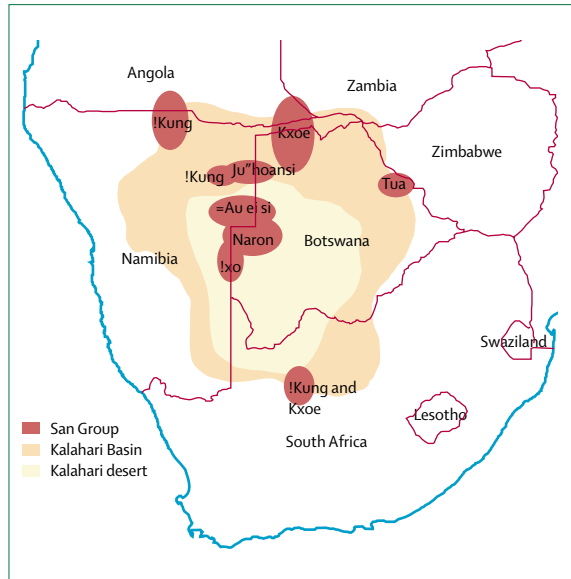 Angola
Zambia
!Kung
Kxoe
Zimbabwe
Ju"hoansi
!Kung
Tua
=Au ei si
Naron
Botswana
Namibia
!xo
Swaziland
!Kung and
Kxoe
Lesotho
South Africa
San Group
Kalahari Basin
Kalahari desert